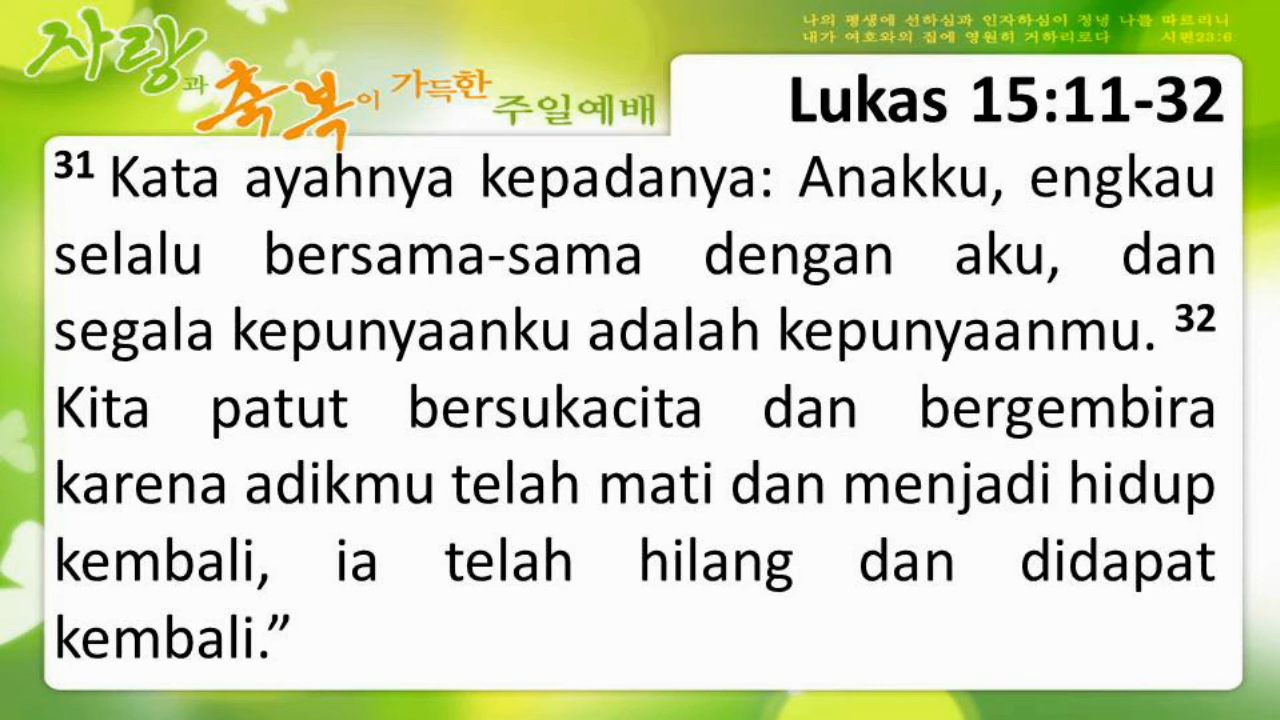 나의 평생에 선하심과 인자하심이 정녕 나를 따르리니
내가 여호와의 집에 영원히 거하리로다 시편23:6
자랑과 축복이 가득한 주일예배
Lukas 15:11-32
31 Kata ayahnya kepadanya: Anakku, engkau
selalu bersama-sama dengan aku, dan
segala kepunyaanku adalah kepunyaanmu. 32
Kita patut bersukacita dan bergembira
karena adikmu telah mati dan menjadi hidup
kembali, ia telah hilang dan didapat
kembali.”